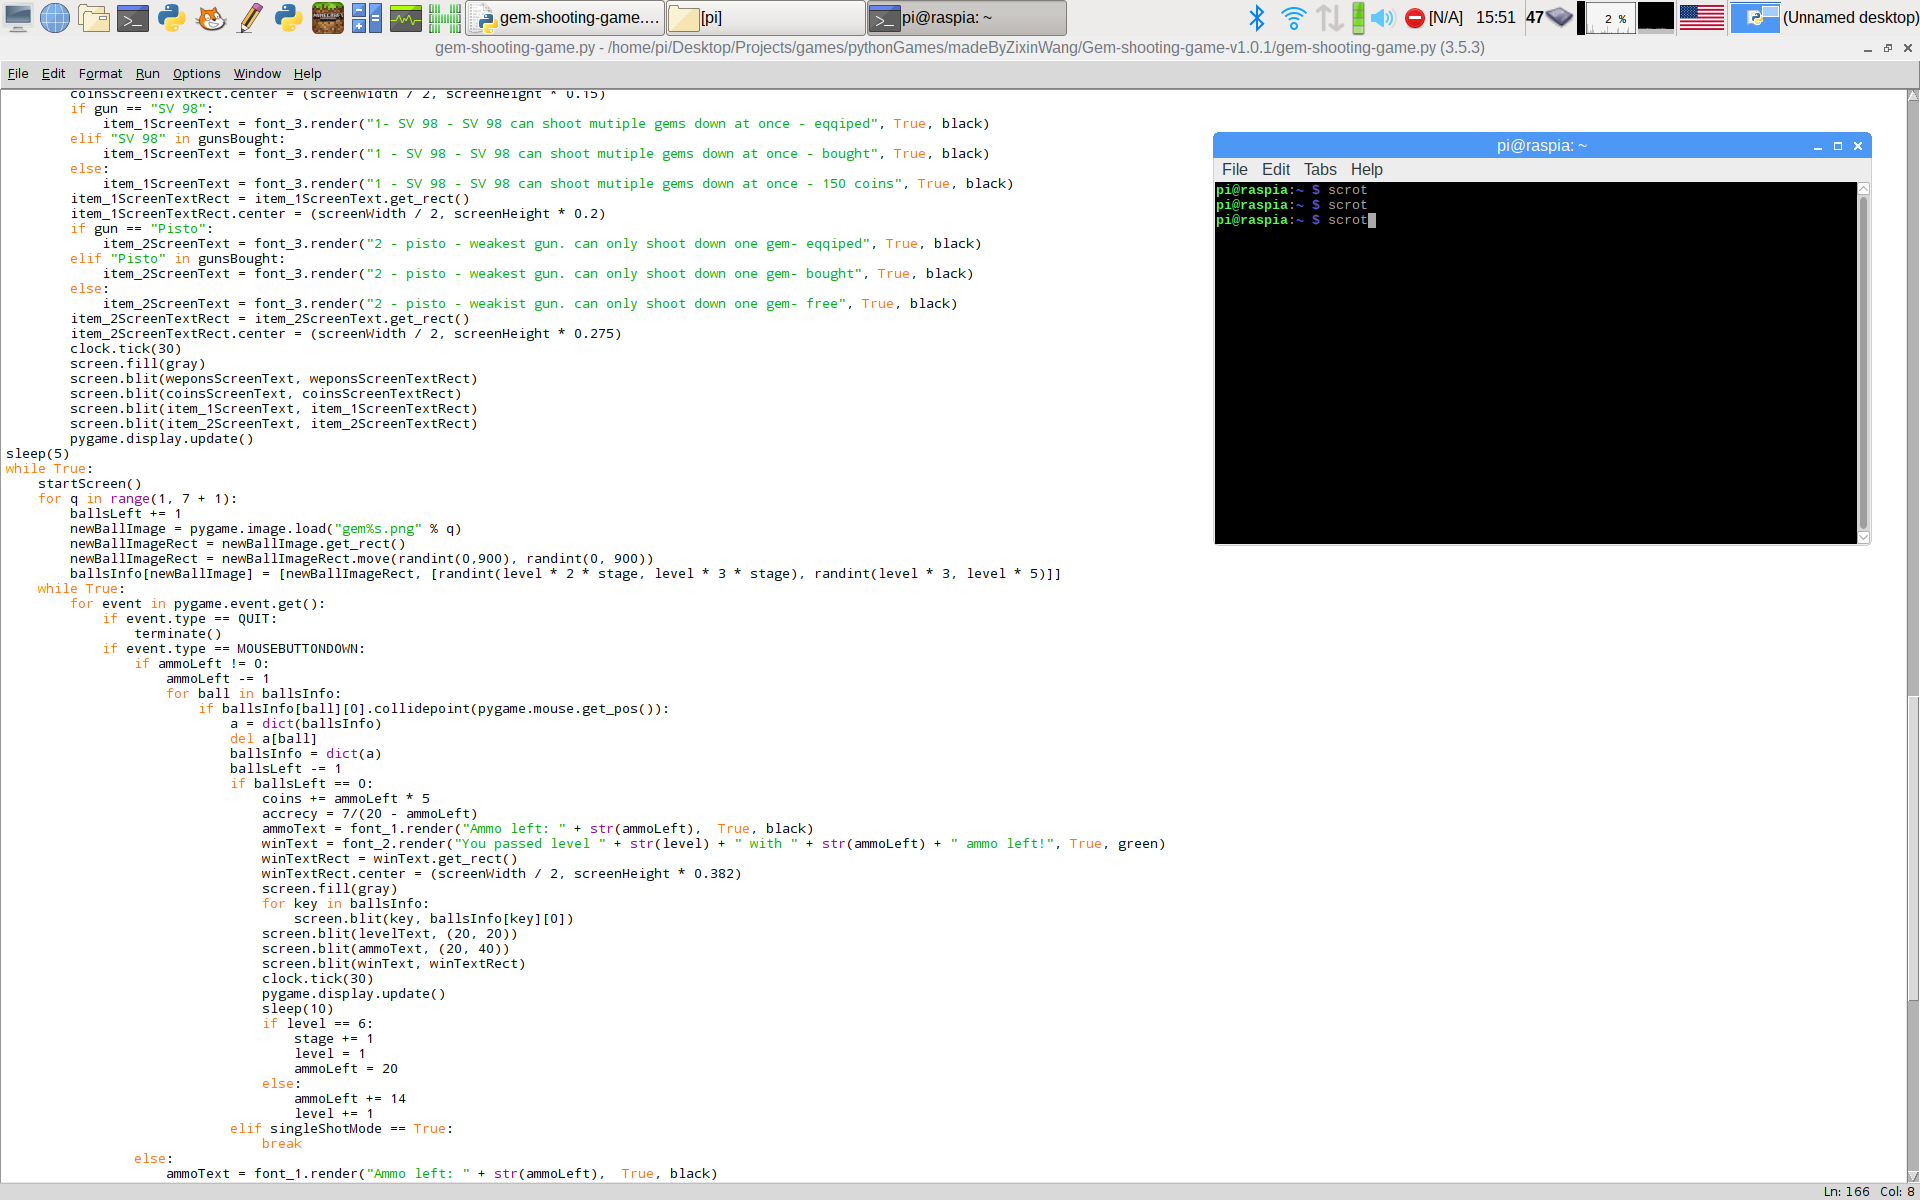 gem-shooting-game....
[pi]
pi@raspia: ~
[N/A]
15:51
47
2 %
(Unnamed desktop)
gem-shooting-game.py - /home/pi/Desktop/Projects/games/pythonGames/madeByZixinWang/Gem-shooting-game-v1.0.1/gem-shooting-game.py (3.5.3)
File Edit Format Run Options Window Help
        coinsScreenTextRect.center = (screenWidth / 2, screenHeight * 0.15)
        if gun == "SV 98":
            item_1ScreenText = font_3.render("1- SV 98 - SV 98 can shoot mutiple gems down at once - eqqiped", True, black)
        elif "SV 98" in gunsBought:
            item_1ScreenText = font_3.render("1 - SV 98 - SV 98 can shoot mutiple gems down at once - bought", True, black)
        else:
            item_1ScreenText = font_3.render("1 - SV 98 - SV 98 can shoot mutiple gems down at once - 150 coins", True, black)
        item_1ScreenTextRect = item_1ScreenText.get_rect()
        item_1ScreenTextRect.center = (screenWidth / 2, screenHeight * 0.2)
        if gun == "Pisto":
            item_2ScreenText = font_3.render("2 - pisto - weakest gun. can only shoot down one gem- eqqiped", True, black)
        elif "Pisto" in gunsBought:
            item_2ScreenText = font_3.render("2 - pisto - weakest gun. can only shoot down one gem- bought", True, black)
        else:
            item_2ScreenText = font_3.render("2 - pisto - weakist gun. can only shoot down one gem- free", True, black)
        item_2ScreenTextRect = item_2ScreenText.get_rect()
        item_2ScreenTextRect.center = (screenWidth / 2, screenHeight * 0.275)
        clock.tick(30)
        screen.fill(gray)
        screen.blit(weponsScreenText, weponsScreenTextRect)
        screen.blit(coinsScreenText, coinsScreenTextRect)
        screen.blit(item_1ScreenText, item_1ScreenTextRect)
        screen.blit(item_2ScreenText, item_2ScreenTextRect)
        pygame.display.update()
sleep(5)
while True:
    startScreen()
    for q in range(1, 7 + 1):
        ballsLeft += 1
        newBallImage = pygame.image.load("gem%s.png" % q)
        newBallImageRect = newBallImage.get_rect()
        newBallImageRect = newBallImageRect.move(randint(0,900), randint(0, 900))
        ballsInfo[newBallImage] = [newBallImageRect, [randint(level * 2 * stage, level * 3 * stage), randint(level * 3, level * 5)]]
    while True:
        for event in pygame.event.get():
            if event.type == QUIT:
                terminate()
            if event.type == MOUSEBUTTONDOWN:
                if ammoLeft != 0:
                    ammoLeft -= 1
                    for ball in ballsInfo:
                        if ballsInfo[ball][0].collidepoint(pygame.mouse.get_pos()):
                            a = dict(ballsInfo)
                            del a[ball]
                            ballsInfo = dict(a)
                            ballsLeft -= 1
                            if ballsLeft == 0:
                                coins += ammoLeft * 5
                                accrecy = 7/(20 - ammoLeft)
                                ammoText = font_1.render("Ammo left: " + str(ammoLeft),  True, black)
                                winText = font_2.render("You passed level " + str(level) + " with " + str(ammoLeft) + " ammo left!", True, green)
                                winTextRect = winText.get_rect()
                                winTextRect.center = (screenWidth / 2, screenHeight * 0.382)
                                screen.fill(gray)
                                for key in ballsInfo:
                                    screen.blit(key, ballsInfo[key][0])
                                screen.blit(levelText, (20, 20))
                                screen.blit(ammoText, (20, 40))
                                screen.blit(winText, winTextRect)
                                clock.tick(30)
                                pygame.display.update()
                                sleep(10)
                                if level == 6:
                                    stage += 1
                                    level = 1
                                    ammoLeft = 20
                                else:
                                    ammoLeft += 14
                                    level += 1
                            elif singleShotMode == True:
                                break
                else:
                    ammoText = font_1.render("Ammo left: " + str(ammoLeft),  True, black)
pi@raspia: ~
File Edit Tabs Help
pi@raspia:~ $ scrot
pi@raspia:~ $ scrot
pi@raspia:~ $ scrot
Ln: 166 Col: 8